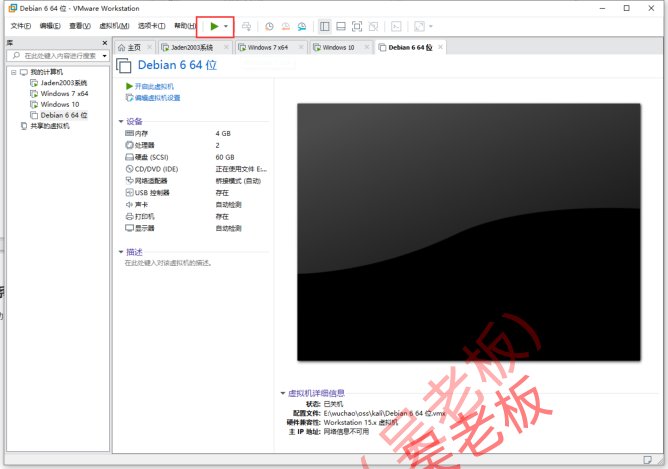 Debian 6 64 位 - VMware Workstation
文件(F) 编辑(E) 查看(V) 虚拟机(M) 选项卡(T) 帮助(H)
库
在此处键入内容进行搜索
我的计算机
Jaden2003系统
Windows 7 x64
Windows 10
Debian 6 64 位
共享的虚拟机
主页 Jaden2003系统 Windows 7 x64 Windows 10 Debian 6 64 位
Debian 6 64 位
开启此虚拟机
编辑虚拟机设置
设备
内存 4 GB
处理器 2
硬盘 (SCSI) 60 GB
CD/DVD (IDE) 正在使用文件 E:...
网络适配器 桥接模式 (自动)
USB 控制器 存在
声卡 自动检测
打印机 存在
显示器 自动检测
描述
在此处键入对该虚拟机的描述。
虚拟机详细信息
状态: 已关机
配置文件: E:\wuchao\oss\kali\Debian 6 64 位.vmx
硬件兼容性: Workstation 15.x 虚拟机
主 IP 地址: 网络信息不可用
吴老板)
(吴老板